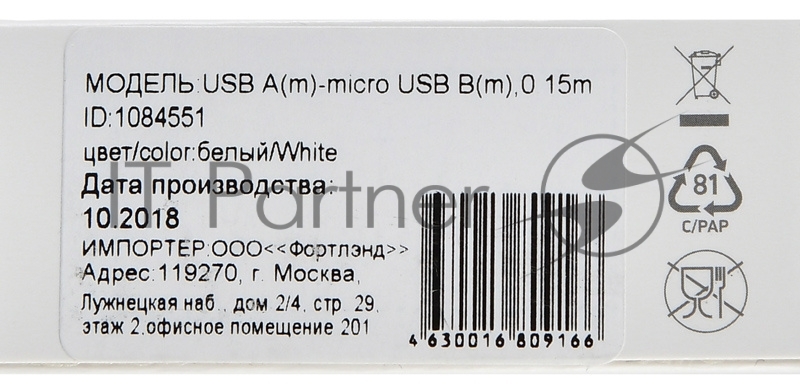 МОДЕЛЬ:USB A(m)-micro USB B(m),0 15m
ID:1084551
цвет/color:белый/White
Дата производства:
10.2018
ИМПОРТЕР:ООО<<Фортлэнд>>
Адрес:119270, г. Москва,
Лужнецкая наб., дом 2/4, стр. 29,
этаж 2,офисное помещение 201
4 630016 809166
81
C/PAP
IT Partner